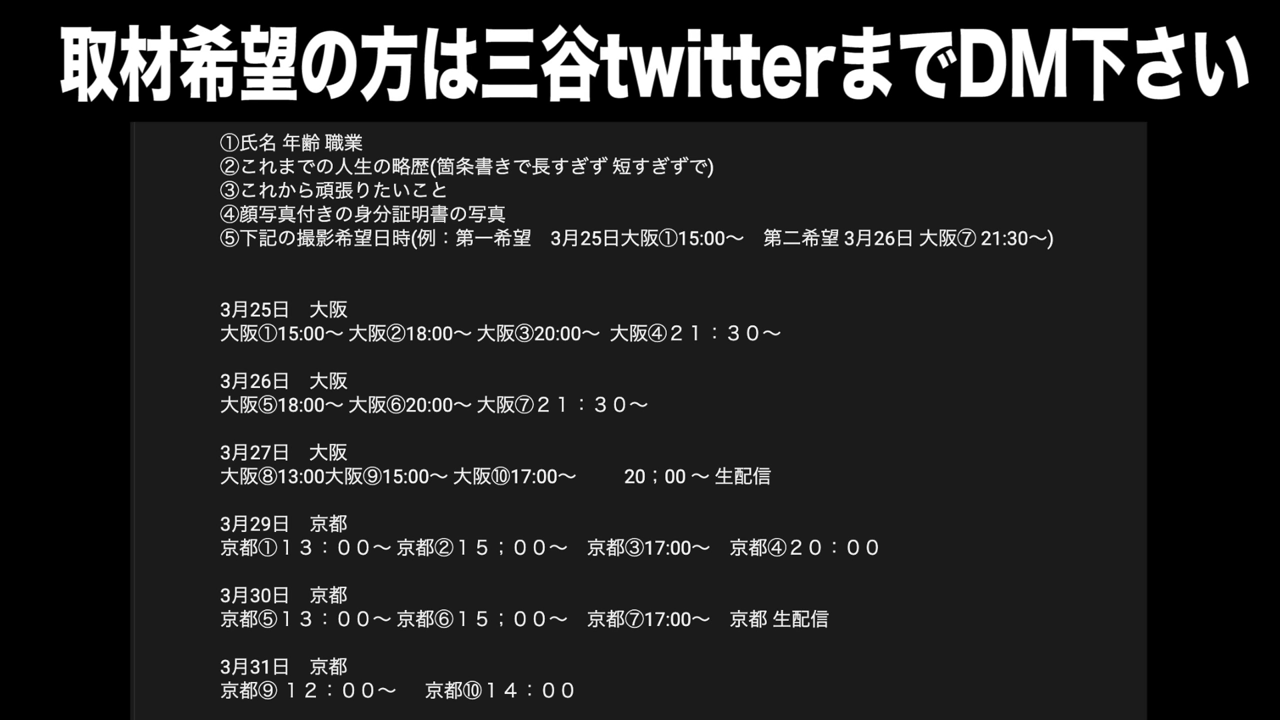 取材希望の方は三谷twitterまでDM下さい
①氏名 年齢 職業
②これまでの人生の略歴(箇条書きで長すぎず 短すぎずで)
③これから頑張りたいこと
④顔写真付きの身分証明書の写真
⑤下記の撮影希望日時(例：第一希望　3月25日大阪①15:00～　第二希望 3月26日 大阪⑦ 21:30～)
3月25日　大阪
大阪①15:00～ 大阪②18:00～ 大阪③20:00～ 大阪④２１：３０～
3月26日　大阪
大阪⑤18:00～ 大阪⑥20:00～ 大阪⑦２１：３０～
3月27日　大阪
大阪⑧13:00大阪⑨15:00～ 大阪⑩17:00～　　20；00 ～ 生配信
3月29日　京都
京都①１３：００～ 京都②１５；００～　京都③17:00～　京都④２０：００
3月30日　京都
京都⑤１３：００～ 京都⑥１５；００～　京都⑦17:00～　京都 生配信
3月31日　京都
京都⑨ １２：００～　 京都⑩１４：００